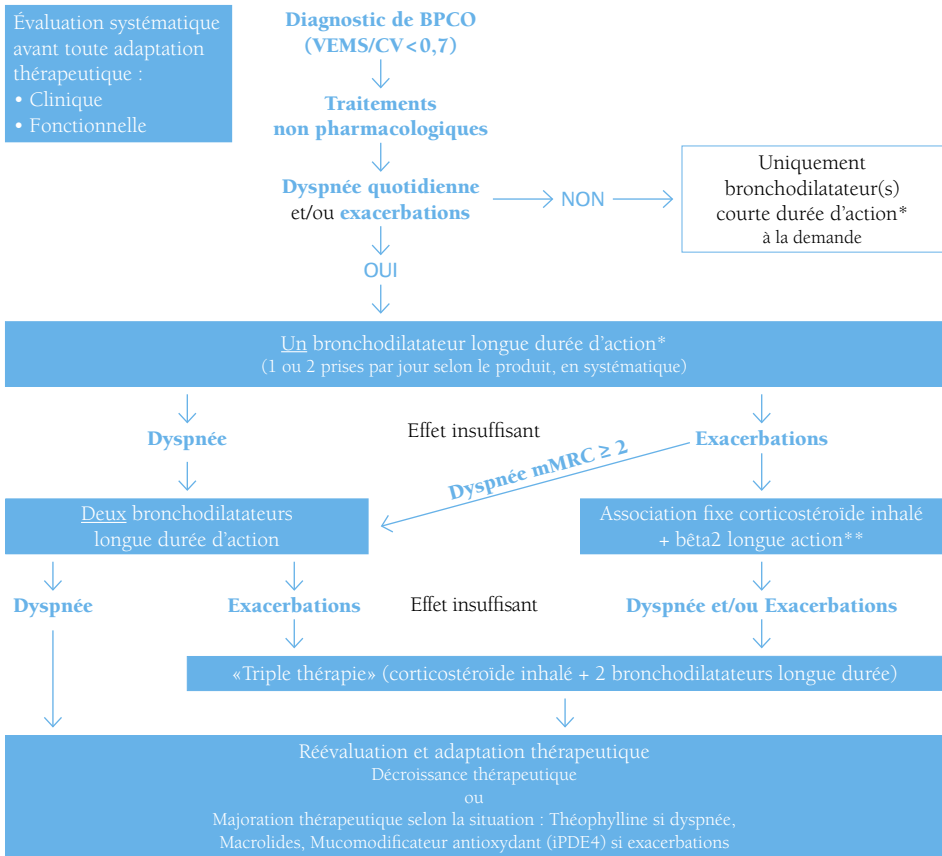 Évaluation systématique
avant toute adaptation
thérapeutique :
• Clinique
• Fonctionnelle
Diagnostic de BPCO
(VEMS/CV<0,7)
Traitements
non pharmacologiques
Dyspnée quotidienne
et/ou exacerbations
NON
Uniquement
bronchodilatateur(s)
courte durée d’action*
à la demande
OUI
Un bronchodilatateur longue durée d’action*
(1 ou 2 prises par jour selon le produit, en systématique)
Dyspnée
Effet insuffisant
Exacerbations
Dyspnée mMRC ≥ 2
Deux bronchodilatateurs
longue durée d’action
Association fixe corticostéroïde inhalé
+ bêta2 longue action**
Dyspnée
Exacerbations
Effet insuffisant
Dyspnée et/ou Exacerbations
«Triple thérapie» (corticostéroïde inhalé + 2 bronchodilatateurs longue durée)
Réévaluation et adaptation thérapeutique
Décroissance thérapeutique
ou
Majoration thérapeutique selon la situation : Théophylline si dyspnée,
Macrolides, Mucomodificateur antioxydant (iPDE4) si exacerbations